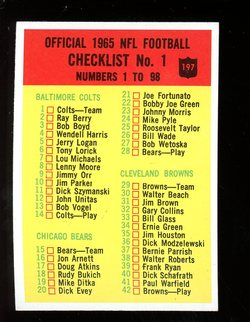 OFFICIAL 1965 NFL FOOTBALL
CHECKLIST No. 1
197
NUMBERS 1 TO 98
BALTIMORE COLTS
1 Colts—Team
2 Ray Berry
3 Bob Boyd
4 Wendell Harris
5 Jerry Logan
6 Tony Lorick
7 Lou Michaels
8 Lenny Moore
9 Jimmy Orr
10 Jim Parker
11 Dick Szymanski
12 John Unitas
13 Bob Vogel
14 Colts—Play
CHICAGO BEARS
15 Bears—Team
16 Jon Arnett
17 Doug Atkins
18 Rudy Bukich
19 Mike Ditka
20 Dick Evey
21 Joe Fortunato
22 Bobby Joe Green
23 Johnny Morris
24 Mike Pyle
25 Roosevelt Taylor
26 Bill Wade
27 Bob Wetoska
28 Bears—Play
CLEVELAND BROWNS
29 Browns—Team
30 Walter Beach
31 Jim Brown
32 Gary Collins
33 Bill Glass
34 Ernie Green
35 Jim Houston
36 Dick Modzelewski
37 Bernie Parrish
38 Walter Roberts
39 Frank Ryan
40 Dick Schafrath
41 Paul Warfield
42 Browns—Play